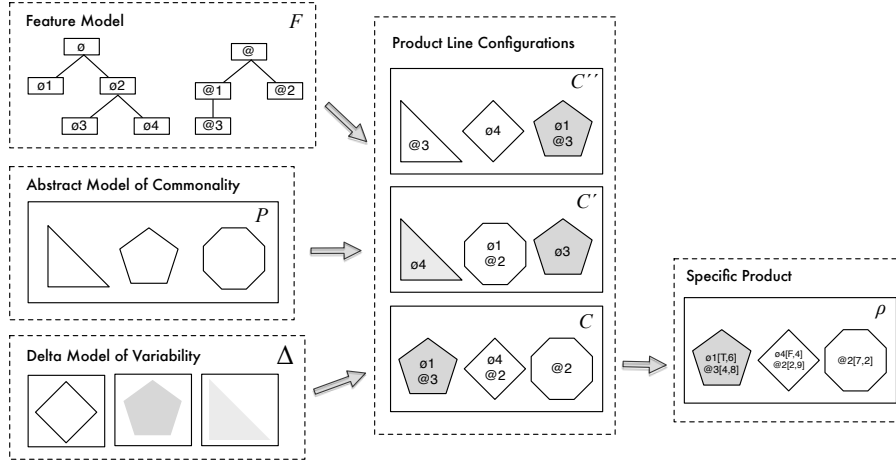 Feature Model F
ø
ø1 ø2
ø3 ø4
@
@1 @2
@3
Abstract Model of Commonality
P
Delta Model of Variability Δ
Product Line Configurations
C´´
@3
ø4
ø1
@3
C´
ø4
ø1
@2
ø3
C
ø1
@3
ø4
@2
@2
Specific Product
ρ
ø1[T,6]
@3[4,8]
ø4[F,4]
@2[2,9]
@2[7,2]